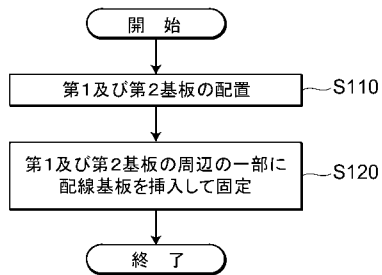 開 始
第1及び第2基板の配置
S110
第1及び第2基板の周辺の一部に
配線基板を挿入して固定
S120
終 了